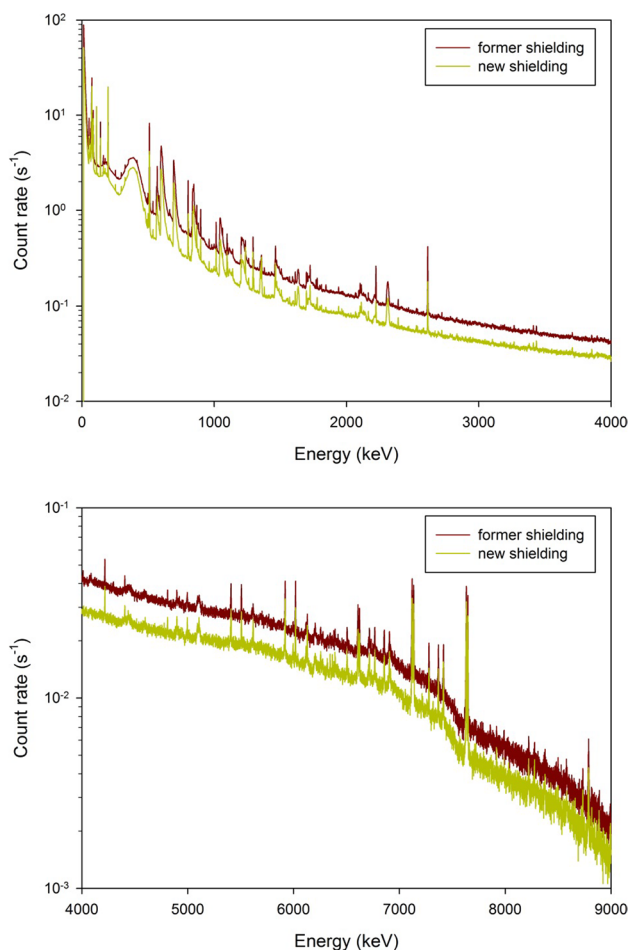 10²
10¹
10⁰
10⁻¹
10⁻²
Count rate (s⁻¹)
former shielding
new shielding
0 1000 2000 3000 4000
Energy (keV)
10⁻¹
10⁻²
10⁻³
Count rate (s⁻¹)
former shielding
new shielding
4000 5000 6000 7000 8000 9000
Energy (keV)